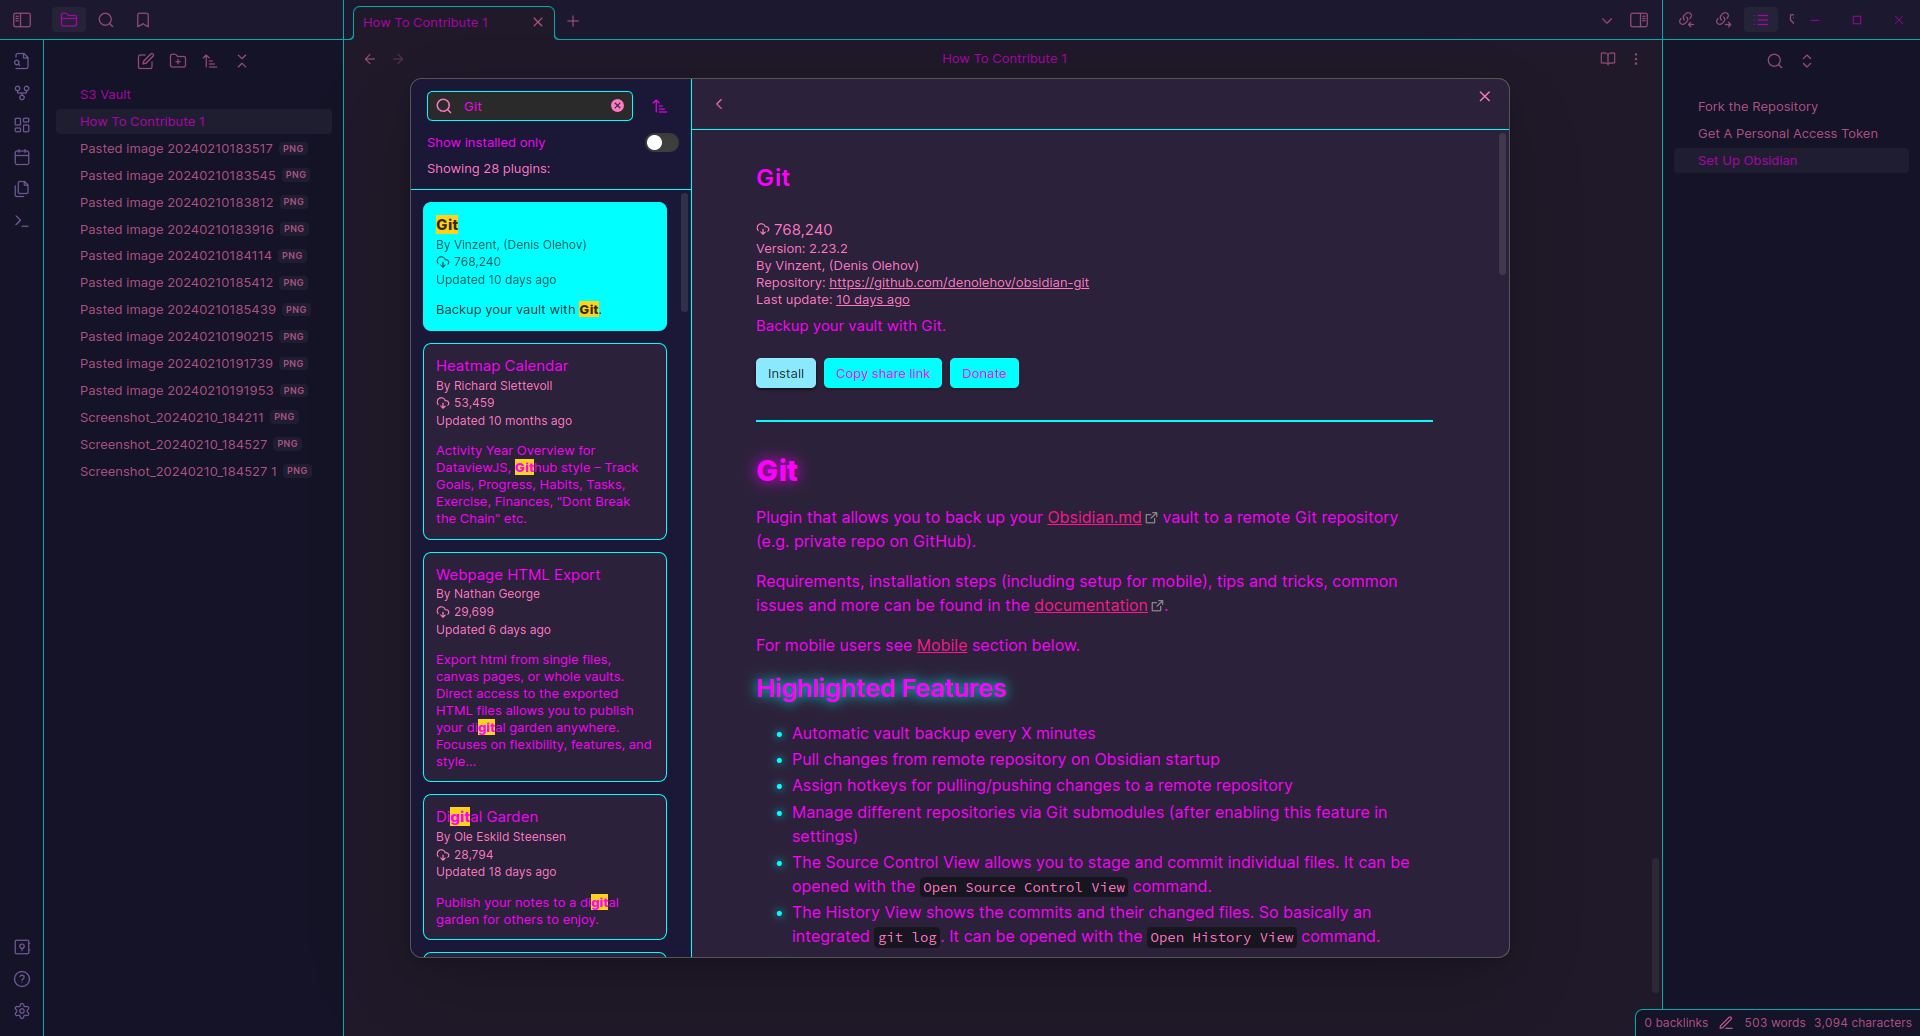 How To Contribute 1
How To Contribute 1
S3 Vault
How To Contribute 1
Pasted image 20240210183517 PNG
Pasted image 20240210183545 PNG
Pasted image 20240210183812 PNG
Pasted image 20240210183916 PNG
Pasted image 20240210184114 PNG
Pasted image 20240210185412 PNG
Pasted image 20240210185439 PNG
Pasted image 20240210190215 PNG
Pasted image 20240210191739 PNG
Pasted image 20240210191953 PNG
Screenshot_20240210_184211 PNG
Screenshot_20240210_184527 PNG
Screenshot_20240210_184527 1 PNG
Git
Show installed only
Showing 28 plugins:
Git
By Vinzent, (Denis Olehov)
768,240
Updated 10 days ago
Backup your vault with Git.
Heatmap Calendar
By Richard Slettevoll
53,459
Updated 10 months ago
Activity Year Overview for
DataviewJS, Github style – Track
Goals, Progress, Habits, Tasks,
Exercise, Finances, "Dont Break
the Chain" etc.
Webpage HTML Export
By Nathan George
29,699
Updated 6 days ago
Export html from single files,
canvas pages, or whole vaults.
Direct access to the exported
HTML files allows you to publish
your digital garden anywhere.
Focuses on flexibility, features, and
style...
Digital Garden
By Ole Eskild Steensen
28,794
Updated 18 days ago
Publish your notes to a digital
garden for others to enjoy.
Git
768,240
Version: 2.23.2
By Vinzent, (Denis Olehov)
Repository: https://github.com/denolehov/obsidian-git
Last update: 10 days ago
Backup your vault with Git.
Install Copy share link Donate
Git
Plugin that allows you to back up your Obsidian.md vault to a remote Git repository
(e.g. private repo on GitHub).
Requirements, installation steps (including setup for mobile), tips and tricks, common
issues and more can be found in the documentation.
For mobile users see Mobile section below.
Highlighted Features
Automatic vault backup every X minutes
Pull changes from remote repository on Obsidian startup
Assign hotkeys for pulling/pushing changes to a remote repository
Manage different repositories via Git submodules (after enabling this feature in
settings)
The Source Control View allows you to stage and commit individual files. It can be
opened with the Open Source Control View command.
The History View shows the commits and their changed files. So basically an
integrated git log. It can be opened with the Open History View command.
Fork the Repository
Get A Personal Access Token
Set Up Obsidian
0 backlinks 503 words 3,094 characters